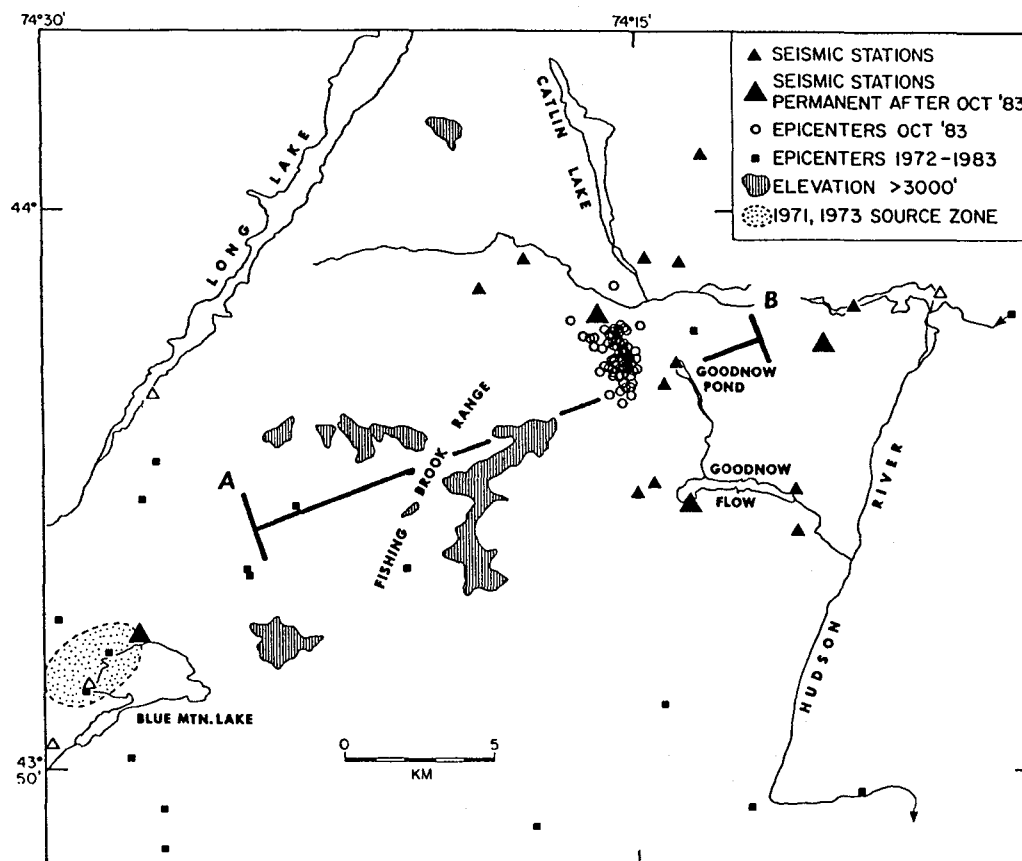 74°30'
74°15'
SEISMIC STATIONS
SEISMIC STATIONS
PERMANENT AFTER OCT '83
EPICENTERS OCT '83
EPICENTERS 1972-1983
ELEVATION >3000'
1971, 1973 SOURCE ZONE
CATLIN LAKE
LONG LAKE
44°
B
GOODNOW
POND
FISHING BROOK RANGE
A
GOODNOW
FLOW
HUDSON RIVER
BLUE MTN. LAKE
0 5
KM
43°
50'